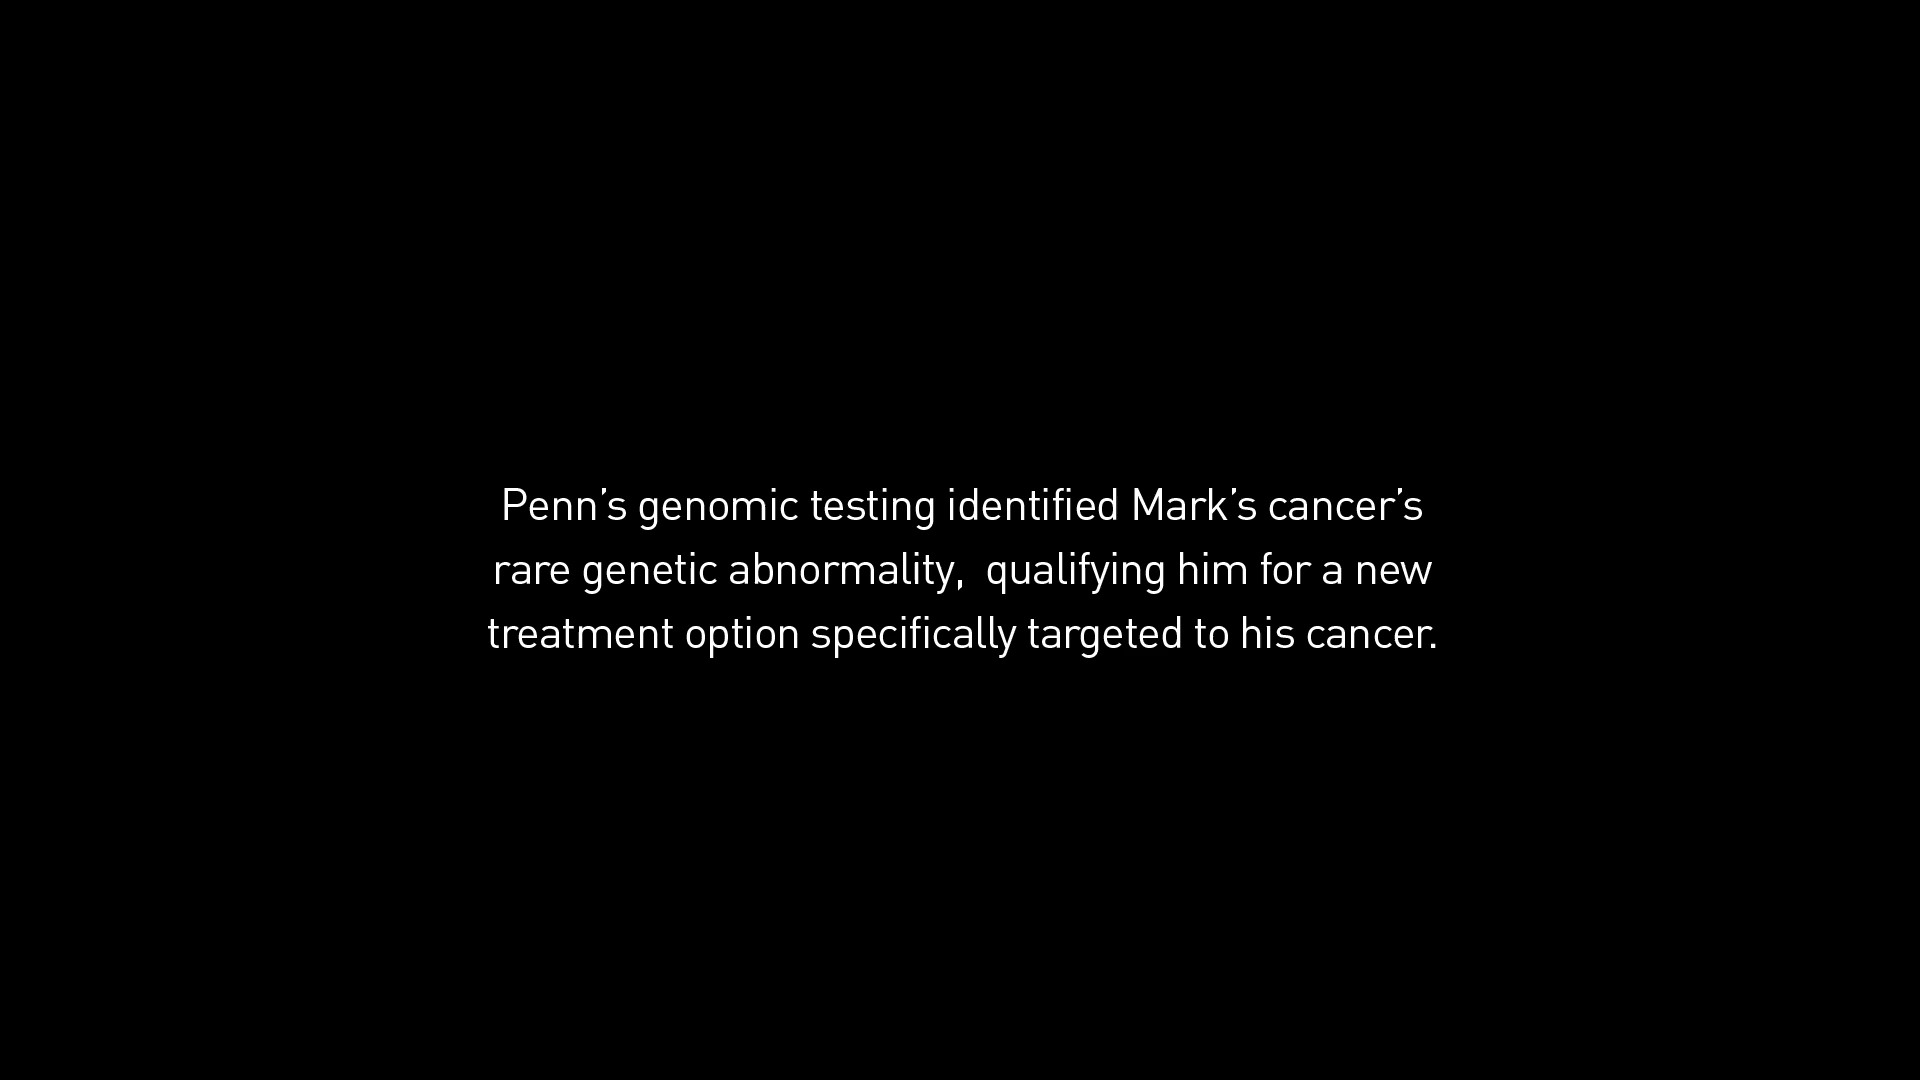 Penn’s genomic testing identified Mark’s cancer’s
rare genetic abnormality,  qualifying him for a new
treatment option specifically targeted to his cancer.